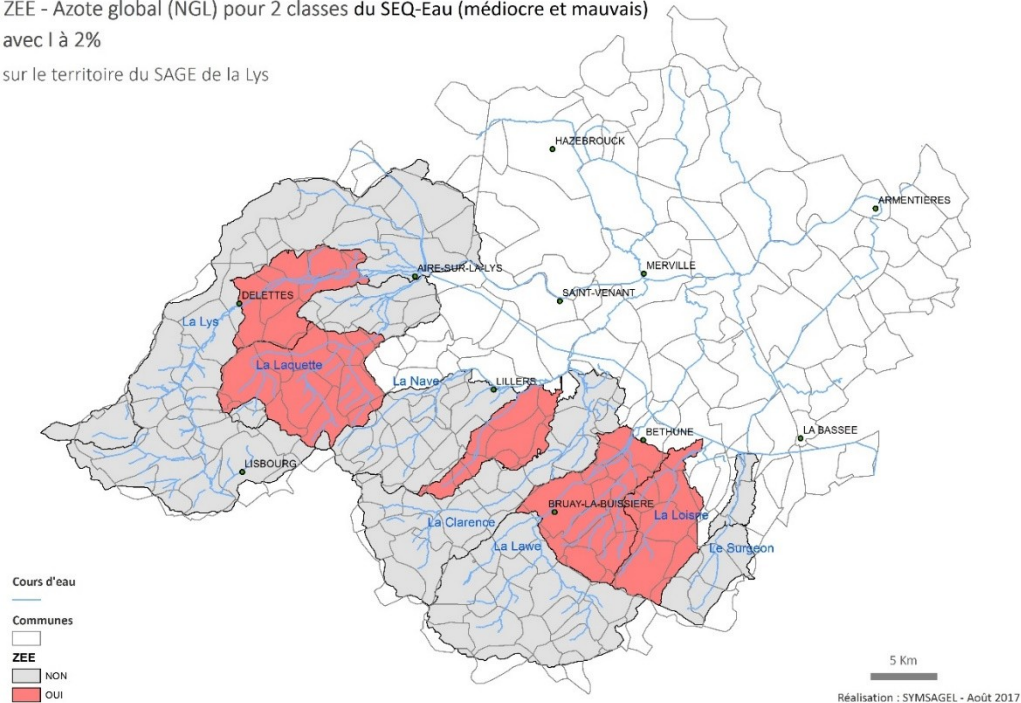 ZEE - Azote global (NGL) pour 2 classes du SEQ-Eau (médiocre et mauvais)
avec I à 2%
sur le territoire du SAGE de la Lys
HAZEBROUCK
ARMENTIERES
AIRE-SUR-LA-LYS
MERVILLE
DELETTES
SAINT-VENANT
La Lys
La Laquette
La Nave
LILLERS
BETHUNE
LA BASSEE
LISBOURG
BRUAY-LA-BUISSIERE
La Loisne
La Clarence
La Lawe
Le Surgeon
Cours d'eau
Communes
ZEE
NON
OUI
5 Km
Réalisation : SYMSAGEL - Août 2017